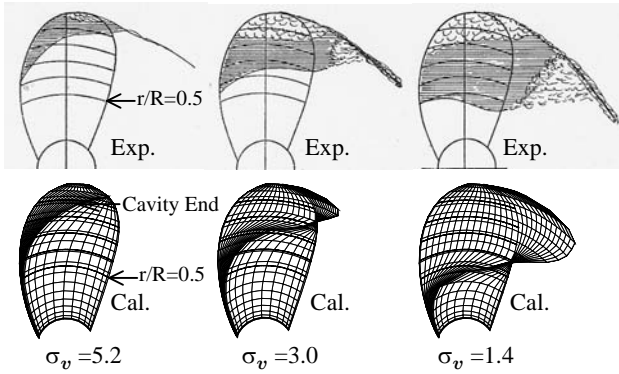 r/R=0.5
Exp. Exp. Exp.
Cavity End
r/R=0.5
Cal. Cal. Cal.
σv =5.2 σv =3.0 σv =1.4